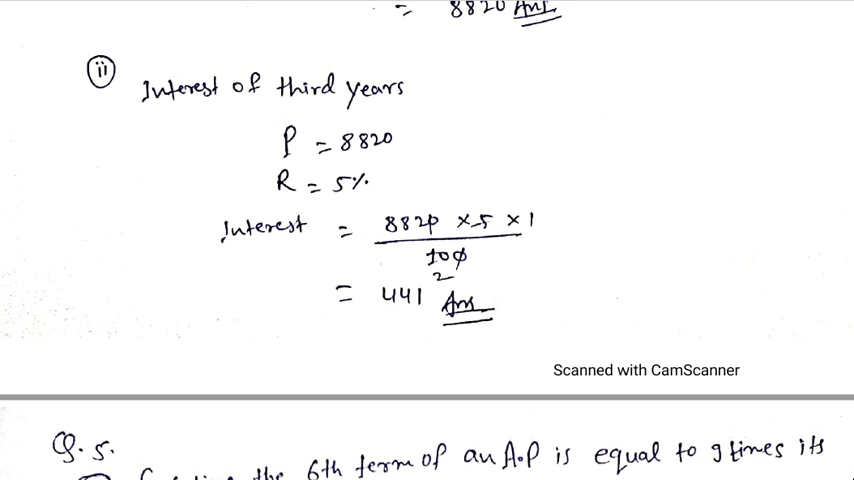 = 8820 Ans.
(ii) Interest of third years
P = 8820
R = 5%
Interest = 8820 × 5 × 1
100
2
= 441 Ans
Scanned with CamScanner
Q.5.
the 6th term of an A.P is equal to 9 times its